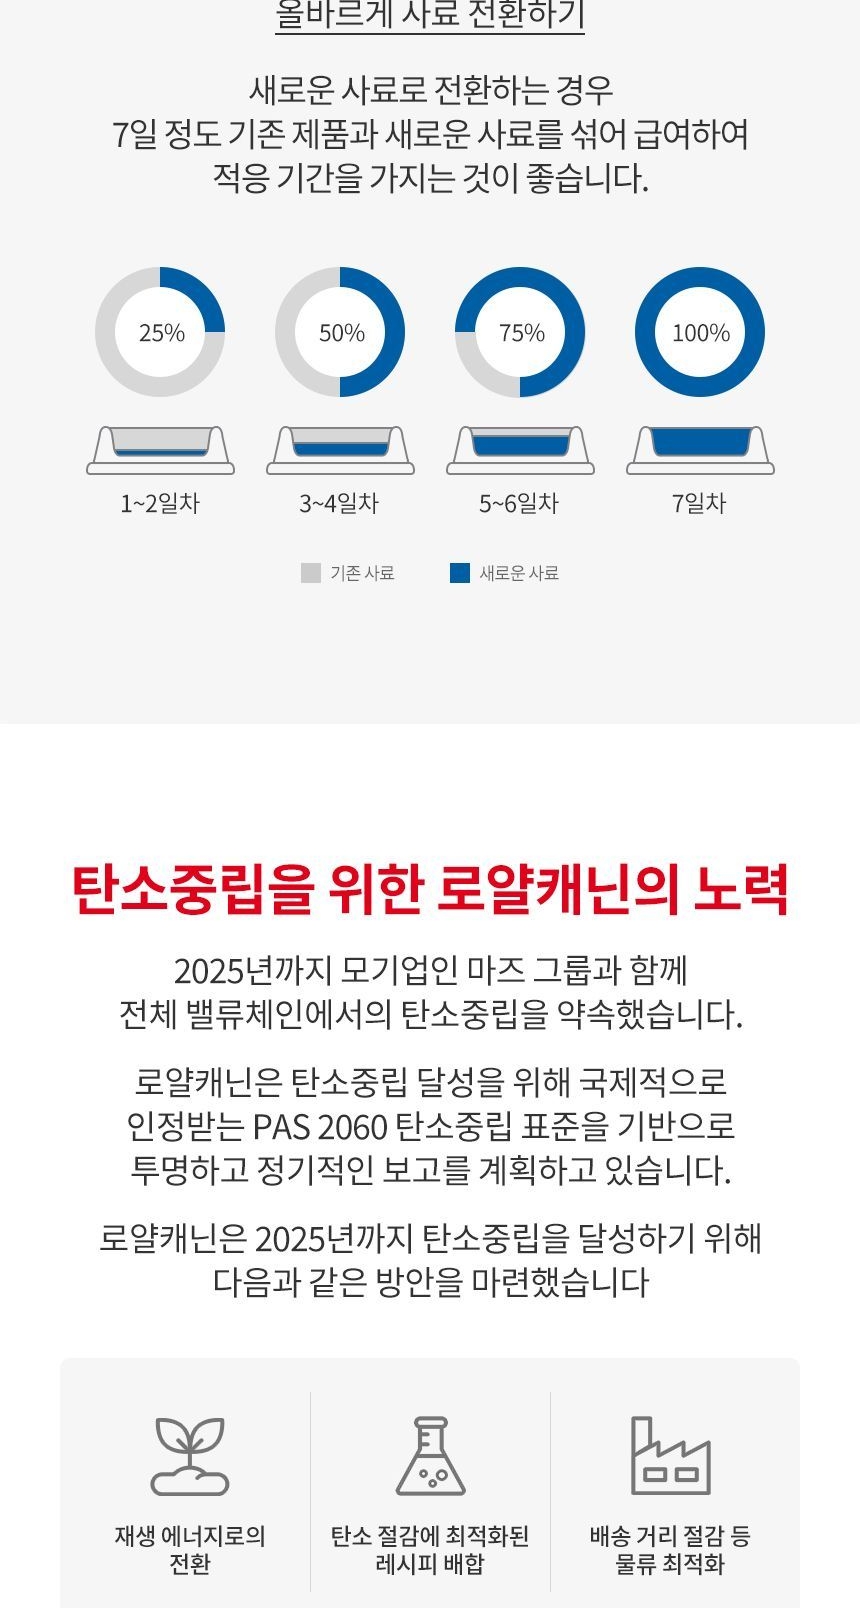 올바르게 사료 전환하기
새로운 사료로 전환하는 경우
7일 정도 기존 제품과 새로운 사료를 섞어 급여하여
적응 기간을 가지는 것이 좋습니다.
25% 50% 75% 100%
1~2일차 3~4일차 5~6일차 7일차
기존 사료 새로운 사료
탄소중립을 위한 로얄캐닌의 노력
2025년까지 모기업인 마즈 그룹과 함께
전체 밸류체인에서의 탄소중립을 약속했습니다.
로얄캐닌은 탄소중립 달성을 위해 국제적으로
인정받는 PAS 2060 탄소중립 표준을 기반으로
투명하고 정기적인 보고를 계획하고 있습니다.
로얄캐닌은 2025년까지 탄소중립을 달성하기 위해
다음과 같은 방안을 마련했습니다
재생 에너지로의
전환
탄소 절감에 최적화된
레시피 배합
배송 거리 절감 등
물류 최적화